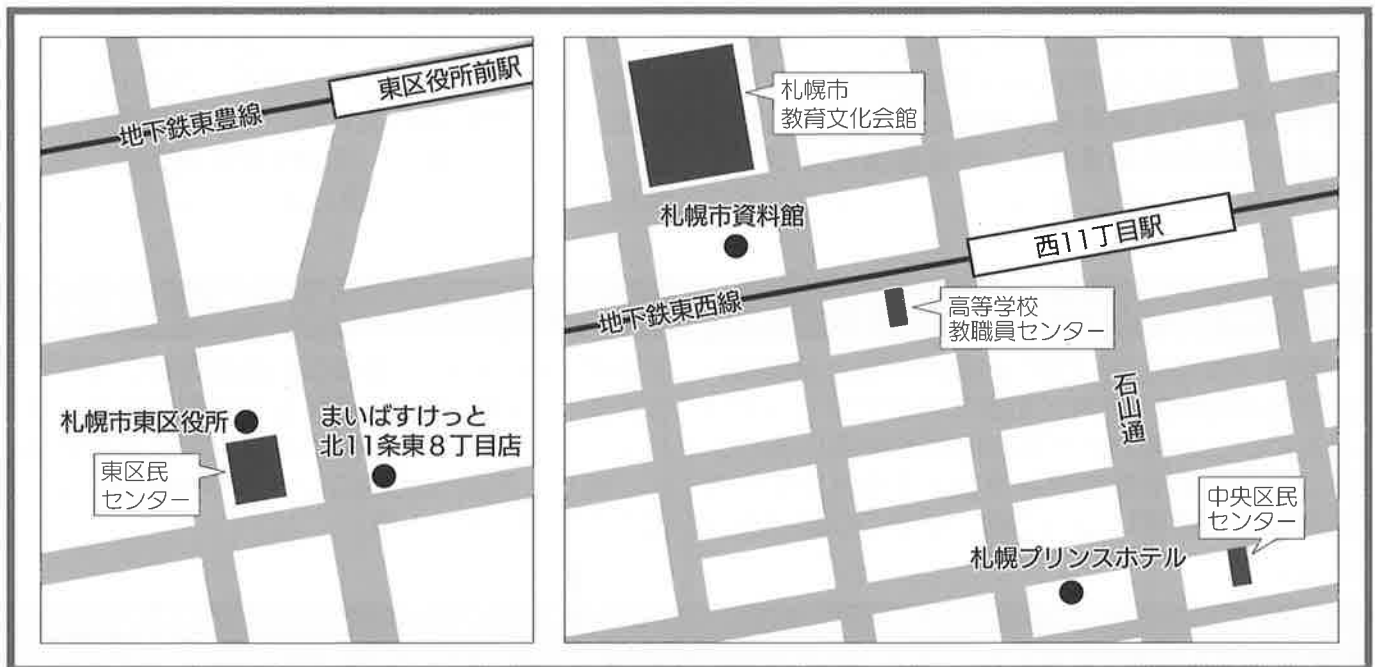 東区役所前駅
地下鉄東豊線
札幌市東区役所
まいばすけっと
北11条東8丁目店
東区民
センター
札幌市
教育文化会館
札幌市資料館
西11丁目駅
地下鉄東西線
高等学校
教職員センター
石山通
中央区民
センター
札幌プリンスホテル